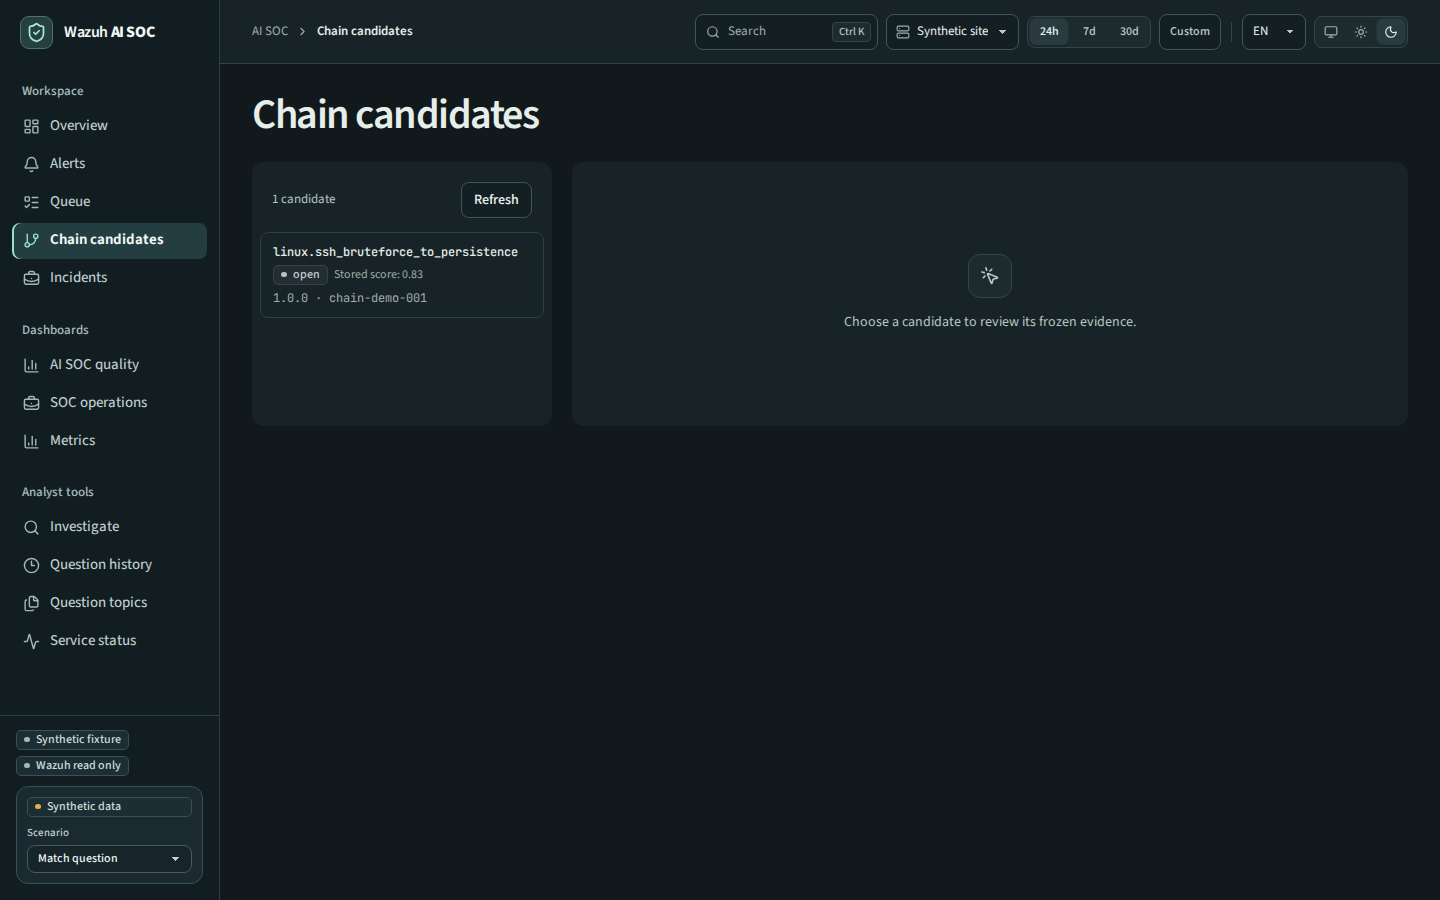 Wazuh AI SOC
Workspace
Overview
Alerts
Queue
Chain candidates
Incidents
Dashboards
AI SOC quality
SOC operations
Metrics
Analyst tools
Investigate
Question history
Question topics
Service status
Synthetic fixture
Wazuh read only
Synthetic data
Scenario
Match question
AI SOC > Chain candidates
Search Ctrl K
Synthetic site
24h 7d 30d
Custom
EN
Chain candidates
1 candidate
Refresh
linux.ssh_bruteforce_to_persistence
open Stored score: 0.83
1.0.0 · chain-demo-001
Choose a candidate to review its frozen evidence.